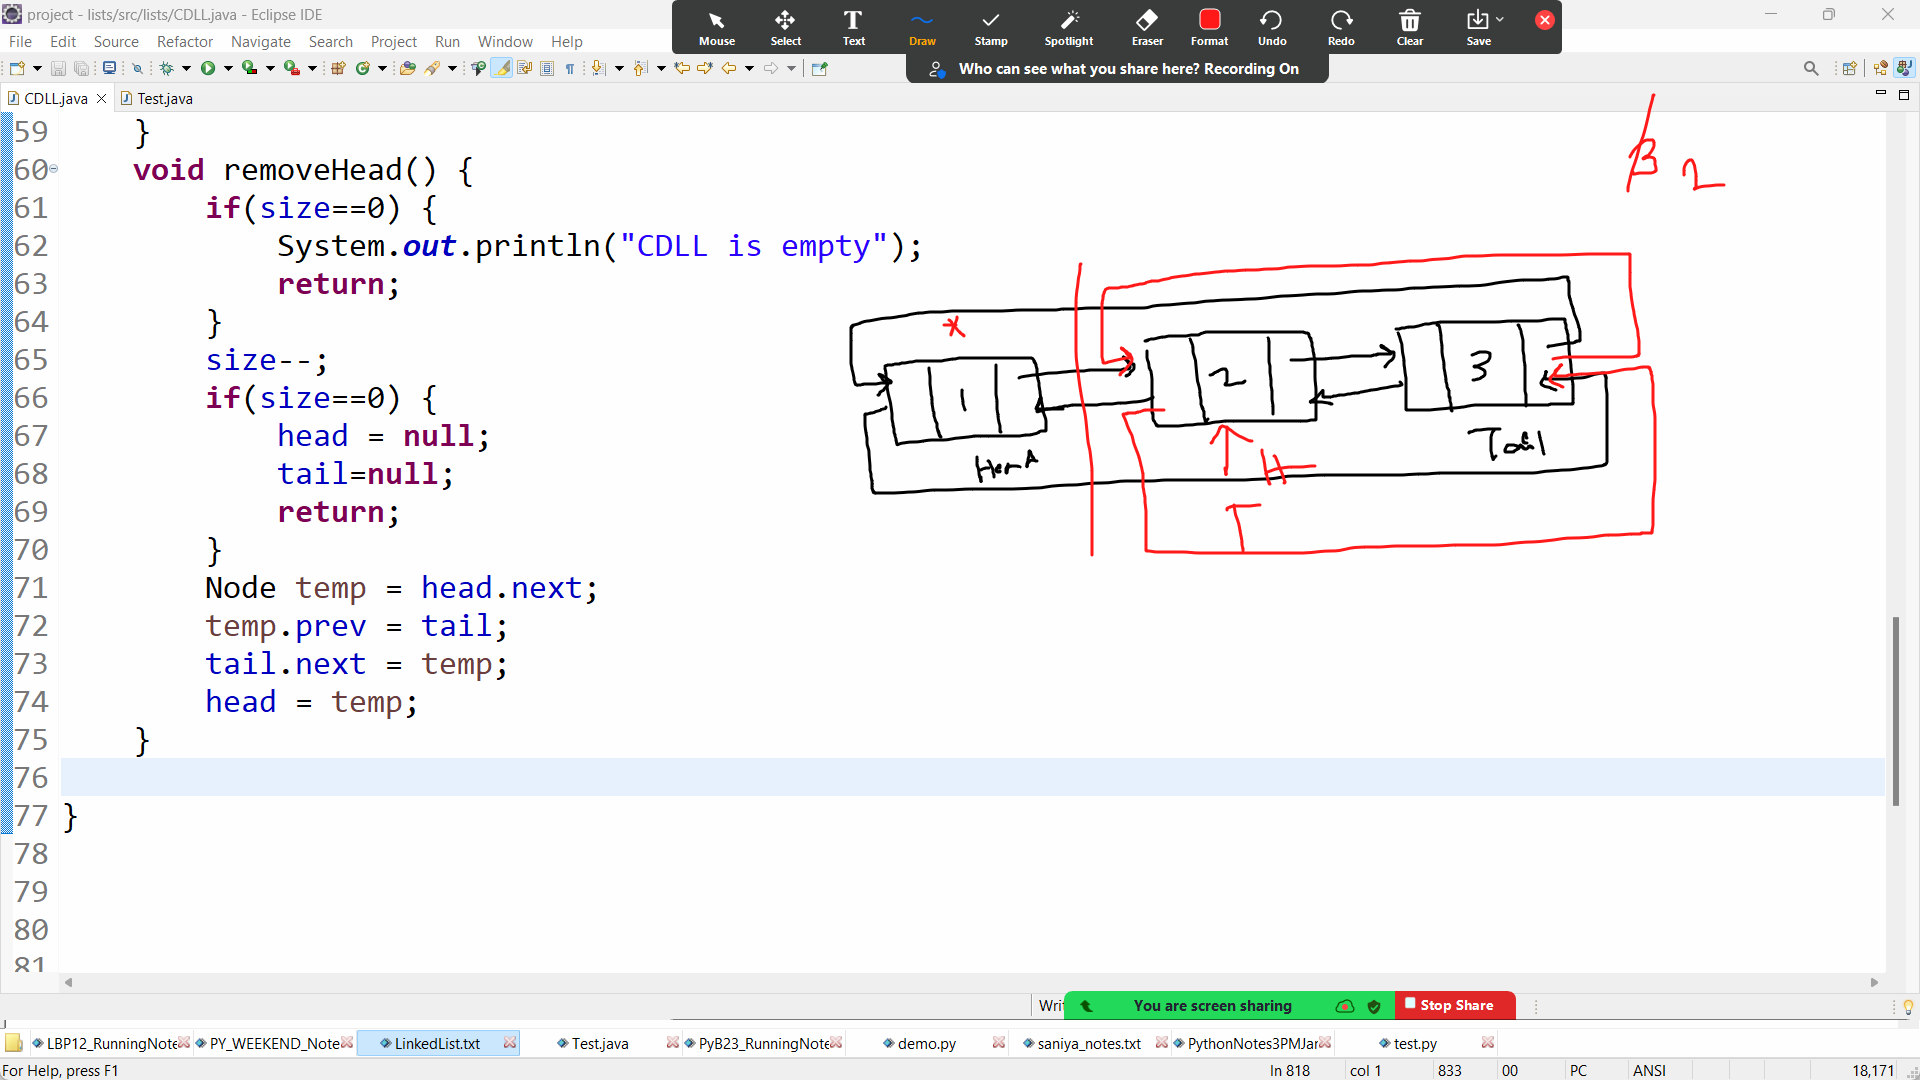 project - lists/src/lists/CDLL.java - Eclipse IDE
Mouse Select Text Draw Stamp Spotlight Eraser Format Undo Redo Clear Save
File Edit Source Refactor Navigate Search Project Run Window Help
Who can see what you share here? Recording On
CDLL.java Test.java
59 }
60 void removeHead() {
61 if(size==0) {
62 System.out.println("CDLL is empty");
63 return;
64 }
65 size--;
66 if(size==0) {
67 head = null;
68 tail=null;
69 return;
70 }
71 Node temp = head.next;
72 temp.prev = tail;
73 tail.next = temp;
74 head = temp;
75 }
76
77 }
78
79
80
81
3 2
*
1 2 3
Head H Tail
T
Writ You are screen sharing Stop Share
LBP12_RunningNote PY_WEEKEND_Note LinkedList.txt Test.java PyB23_RunningNote demo.py saniya_notes.txt PythonNotes3PMJar test.py
For Help, press F1 ln 818 col 1 833 00 PC ANSI 18,171